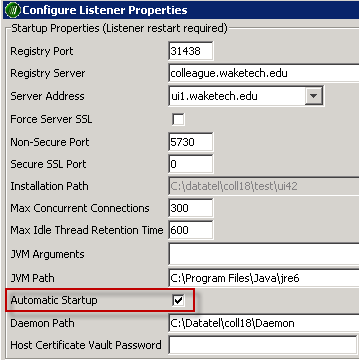 Configure Listener Properties
Startup Properties (Listener restart required)
Registry Port 31438
Registry Server colleague.waketech.edu
Server Address ui1.waketech.edu
Force Server SSL
Non-Secure Port 5730
Secure SSL Port 0
Installation Path C:\datatel\coll18\test\ui42
Max Concurrent Connections 300
Max Idle Thread Retention Time 600
JVM Arguments
JVM Path C:\Program Files\Java\jre6
Automatic Startup
Daemon Path C:\Datatel\coll18\Daemon
Host Certificate Vault Password